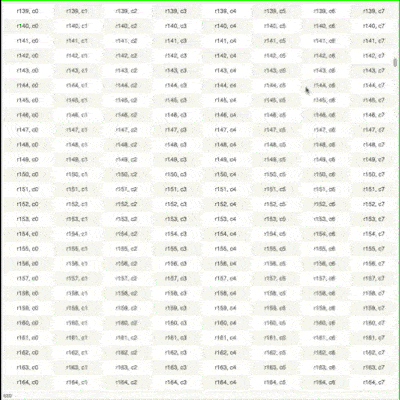 r139, c0 r139, c1 r139, c2 r139, c3 r139, c4 r139, c5 r139, c6 r139, c7
r140, c0 r140, c1 r140, c2 r140, c3 r140, c4 r140, c5 r140, c6 r140, c7
r141, c0 r141, c1 r141, c2 r141, c3 r141, c4 r141, c5 r141, c6 r141, c7
r142, c0 r142, c1 r142, c2 r142, c3 r142, c4 r142, c5 r142, c6 r142, c7
r143, c0 r143, c1 r143, c2 r143, c3 r143, c4 r143, c5 r143, c6 r143, c7
r144, c0 r144, c1 r144, c2 r144, c3 r144, c4 r144, c5 r144, c6 r144, c7
r145, c0 r145, c1 r145, c2 r145, c3 r145, c4 r145, c5 r145, c6 r145, c7
r146, c0 r146, c1 r146, c2 r146, c3 r146, c4 r146, c5 r146, c6 r146, c7
r147, c0 r147, c1 r147, c2 r147, c3 r147, c4 r147, c5 r147, c6 r147, c7
r148, c0 r148, c1 r148, c2 r148, c3 r148, c4 r148, c5 r148, c6 r148, c7
r149, c0 r149, c1 r149, c2 r149, c3 r149, c4 r149, c5 r149, c6 r149, c7
r150, c0 r150, c1 r150, c2 r150, c3 r150, c4 r150, c5 r150, c6 r150, c7
r151, c0 r151, c1 r151, c2 r151, c3 r151, c4 r151, c5 r151, c6 r151, c7
r152, c0 r152, c1 r152, c2 r152, c3 r152, c4 r152, c5 r152, c6 r152, c7
r153, c0 r153, c1 r153, c2 r153, c3 r153, c4 r153, c5 r153, c6 r153, c7
r154, c0 r154, c1 r154, c2 r154, c3 r154, c4 r154, c5 r154, c6 r154, c7
r155, c0 r155, c1 r155, c2 r155, c3 r155, c4 r155, c5 r155, c6 r155, c7
r156, c0 r156, c1 r156, c2 r156, c3 r156, c4 r156, c5 r156, c6 r156, c7
r157, c0 r157, c1 r157, c2 r157, c3 r157, c4 r157, c5 r157, c6 r157, c7
r158, c0 r158, c1 r158, c2 r158, c3 r158, c4 r158, c5 r158, c6 r158, c7
r159, c0 r159, c1 r159, c2 r159, c3 r159, c4 r159, c5 r159, c6 r159, c7
r160, c0 r160, c1 r160, c2 r160, c3 r160, c4 r160, c5 r160, c6 r160, c7
r161, c0 r161, c1 r161, c2 r161, c3 r161, c4 r161, c5 r161, c6 r161, c7
r162, c0 r162, c1 r162, c2 r162, c3 r162, c4 r162, c5 r162, c6 r162, c7
r163, c0 r163, c1 r163, c2 r163, c3 r163, c4 r163, c5 r163, c6 r163, c7
r164, c0 r164, c1 r164, c2 r164, c3 r164, c4 r164, c5 r164, c6 r164, c7